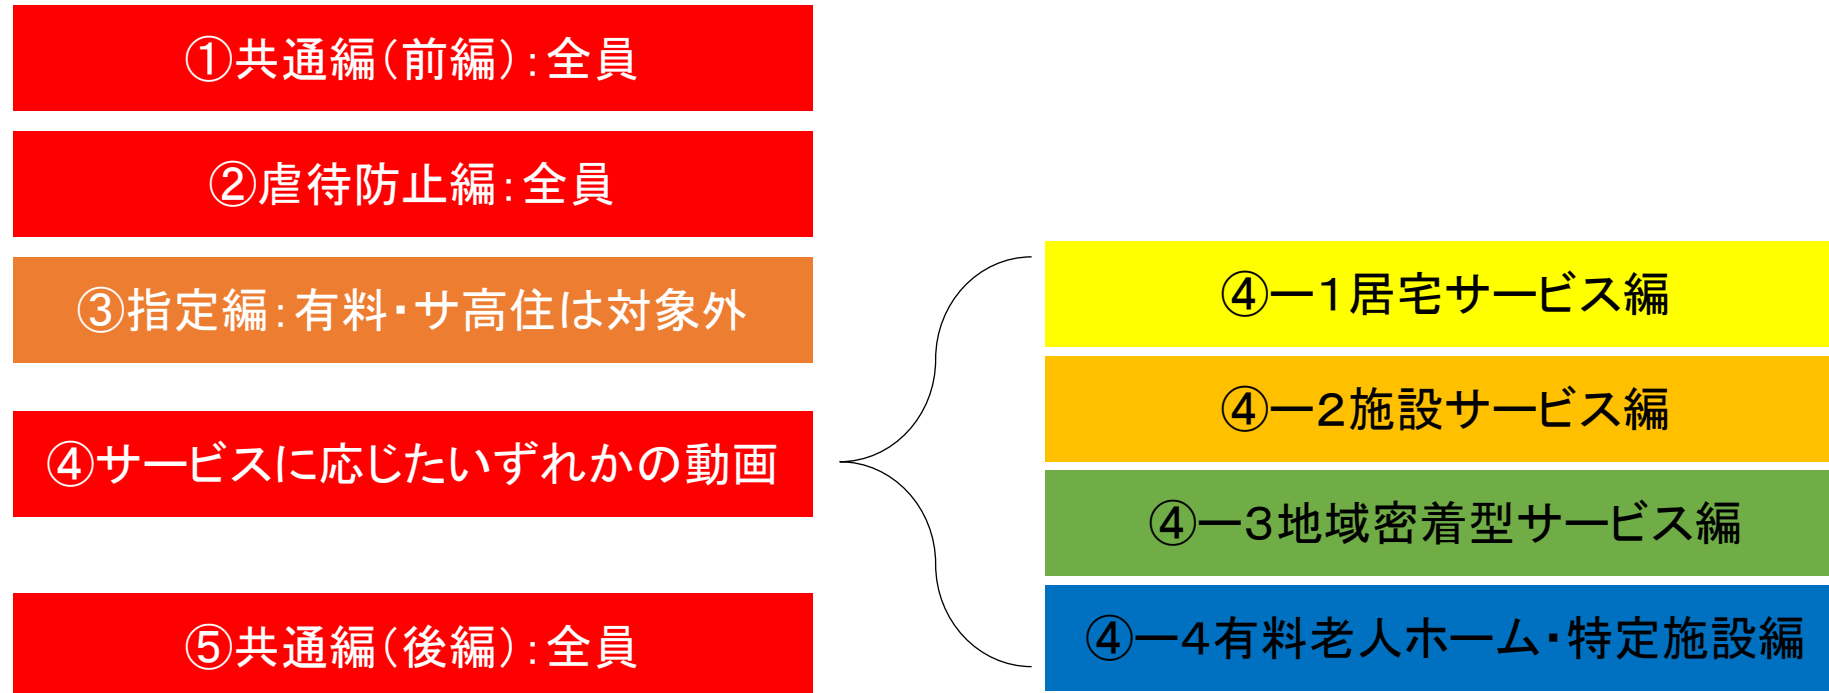 ①共通編（前編）：全員
②虐待防止編：全員
③指定編：有料・サ高住は対象外
④サービスに応じたいずれかの動画
⑤共通編（後編）：全員
④ー１居宅サービス編
④ー２施設サービス編
④ー３地域密着型サービス編
④ー４有料老人ホーム・特定施設編